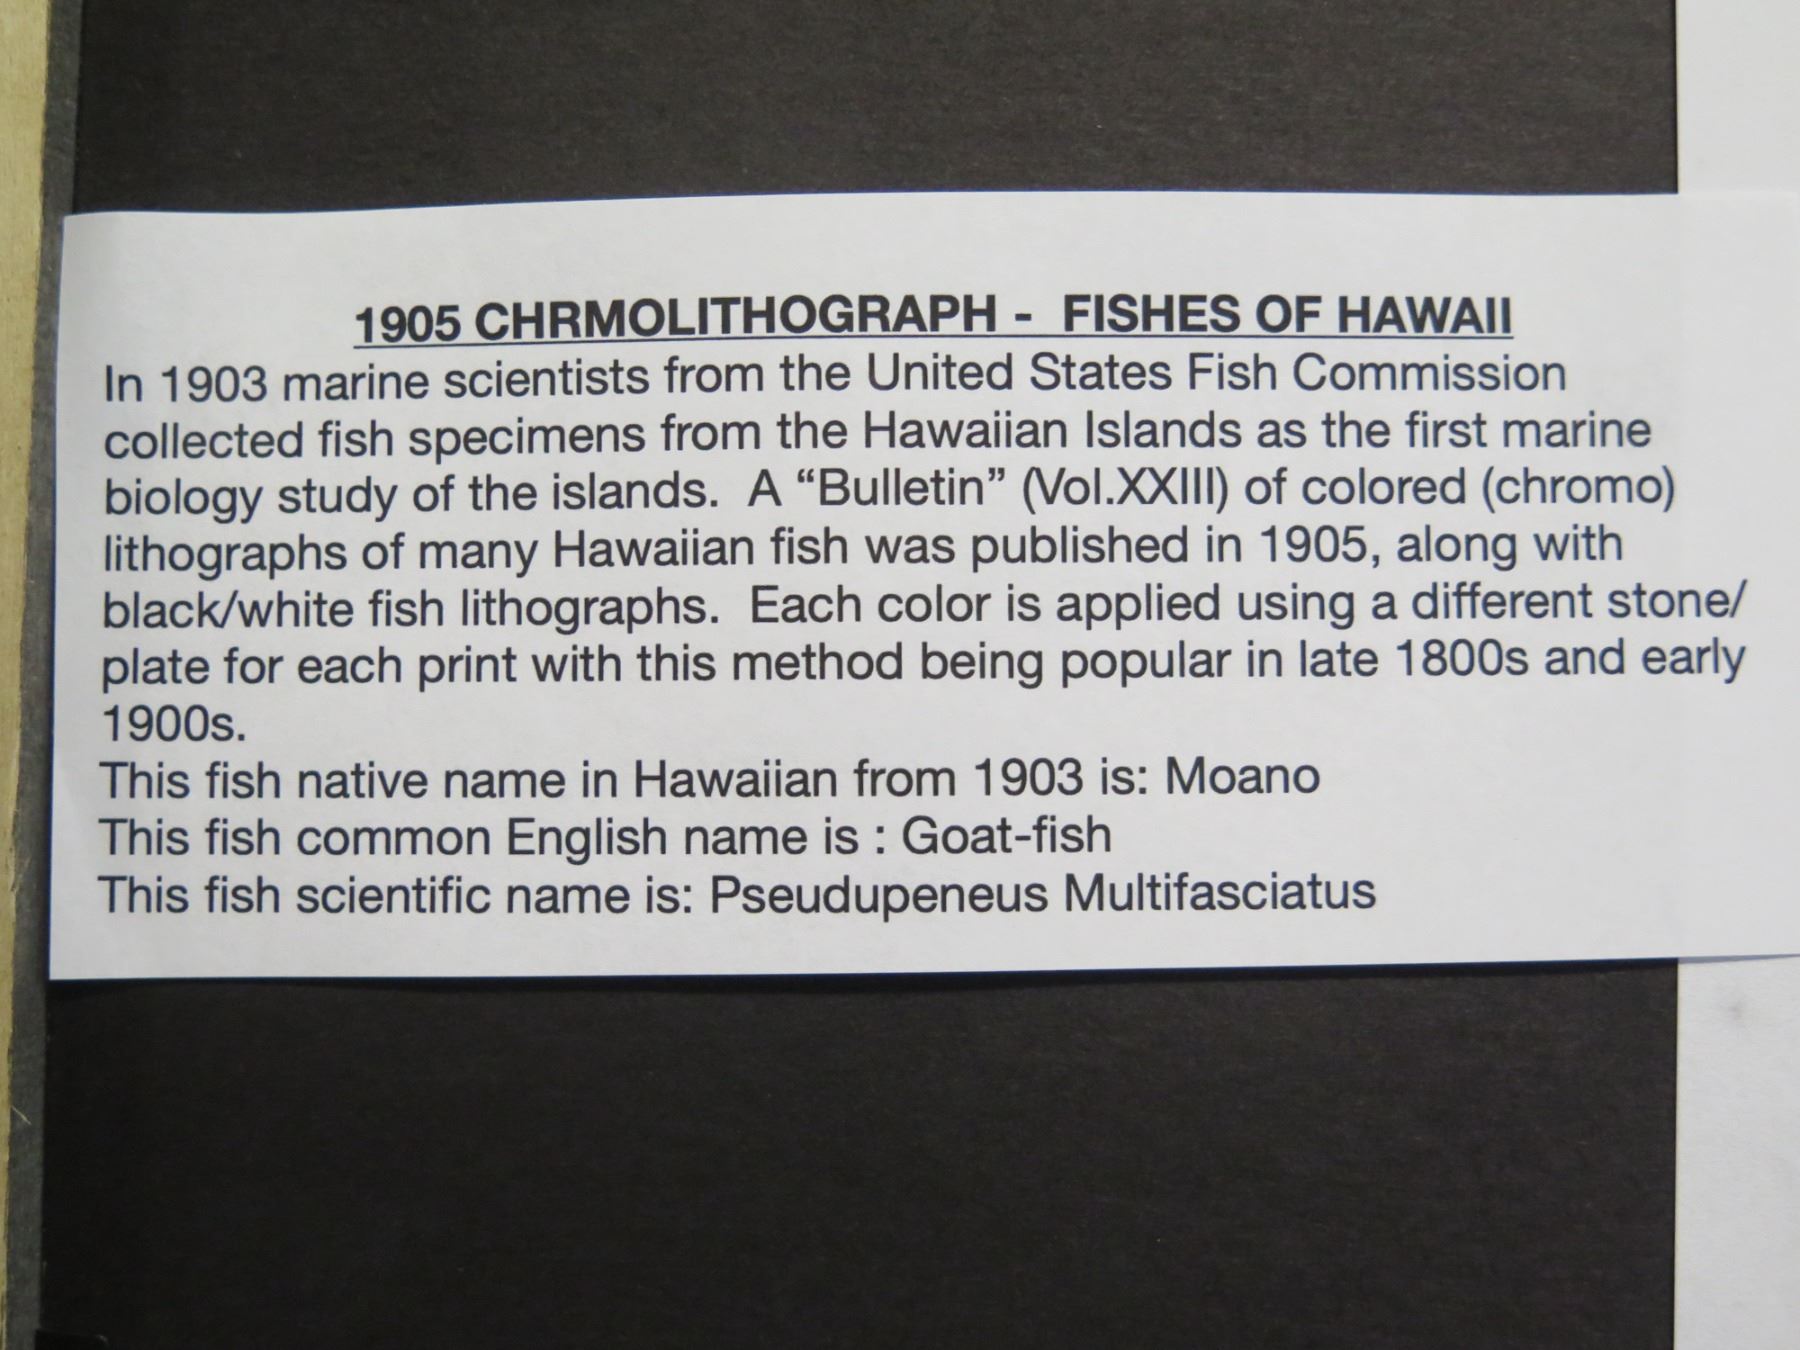 1905 CHRMOLITHOGRAPH - FISHES OF HAWAII
In 1903 marine scientists from the United States Fish Commission
collected fish specimens from the Hawaiian Islands as the first marine
biology study of the islands. A “Bulletin” (Vol.XXIII) of colored (chromo)
lithographs of many Hawaiian fish was published in 1905, along with
black/white fish lithographs. Each color is applied using a different stone/
plate for each print with this method being popular in late 1800s and early
1900s.
This fish native name in Hawaiian from 1903 is: Moano
This fish common English name is : Goat-fish
This fish scientific name is: Pseudupeneus Multifasciatus